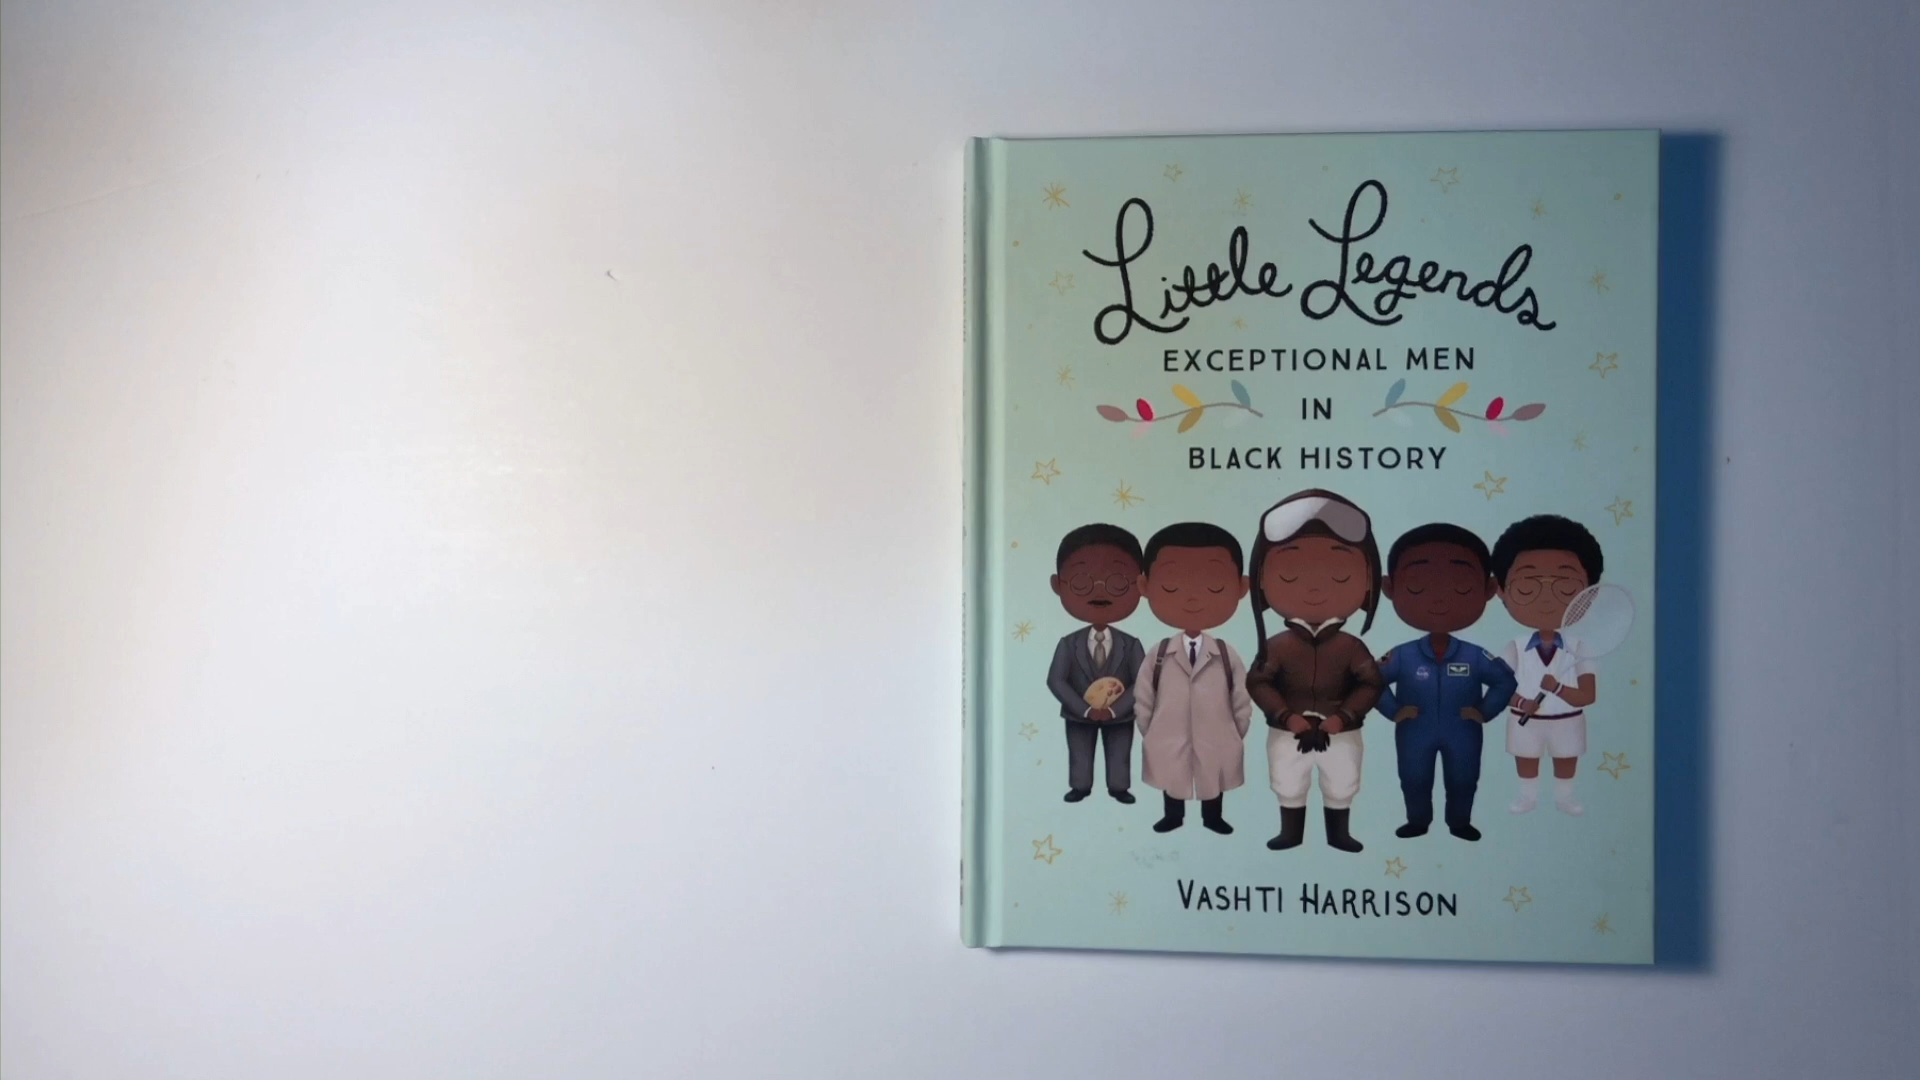 Little Legends
EXCEPTIONAL MEN
IN
BLACK HISTORY
VASHTI HARRISON